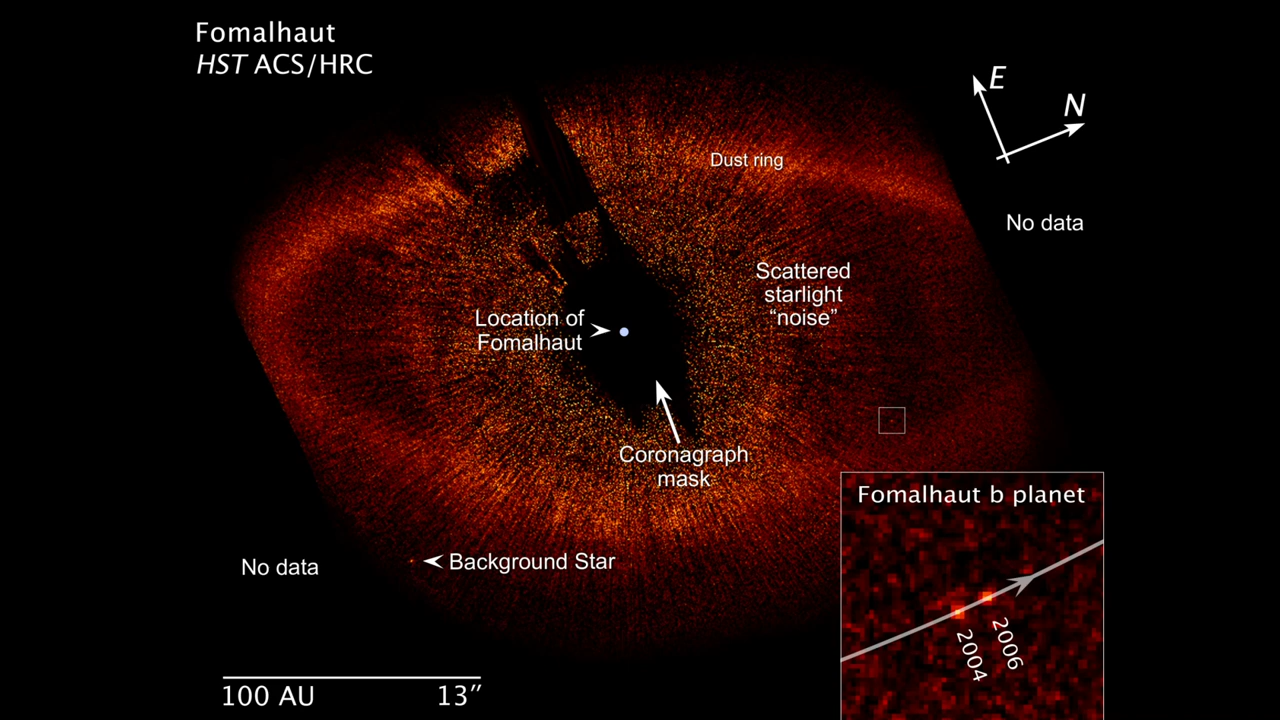 Fomalhaut
HST ACS/HRC
E
N
Dust ring
No data
Scattered
starlight
“noise”
Location of
Fomalhaut
Coronagraph
mask
Fomalhaut b planet
No data
Background Star
2004
2006
100 AU
13”